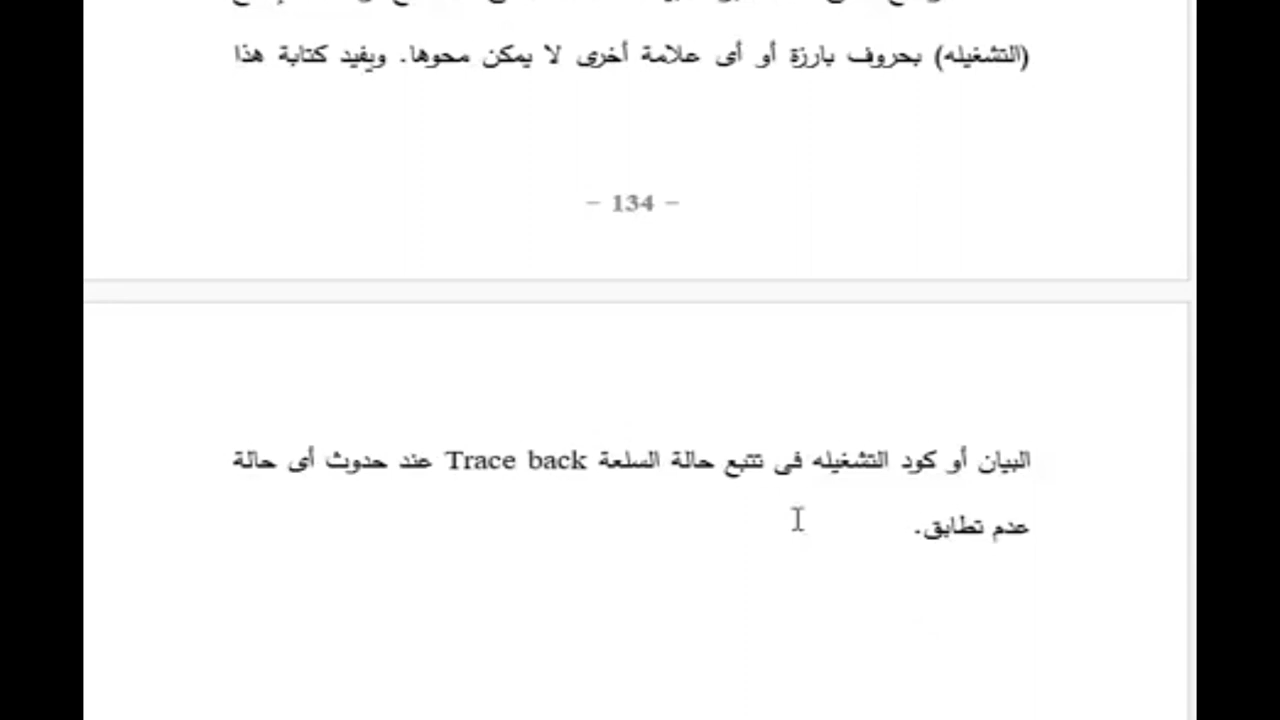 (التشغيله) بحروف بارزة أو أى علامة أخرى لا يمكن محوها. ويفيد كتابة هذا
- 134 -
البيان أو كود التشغيله فى تتبع حالة السلعة Trace back عند حدوث أى حالة
عدم تطابق.